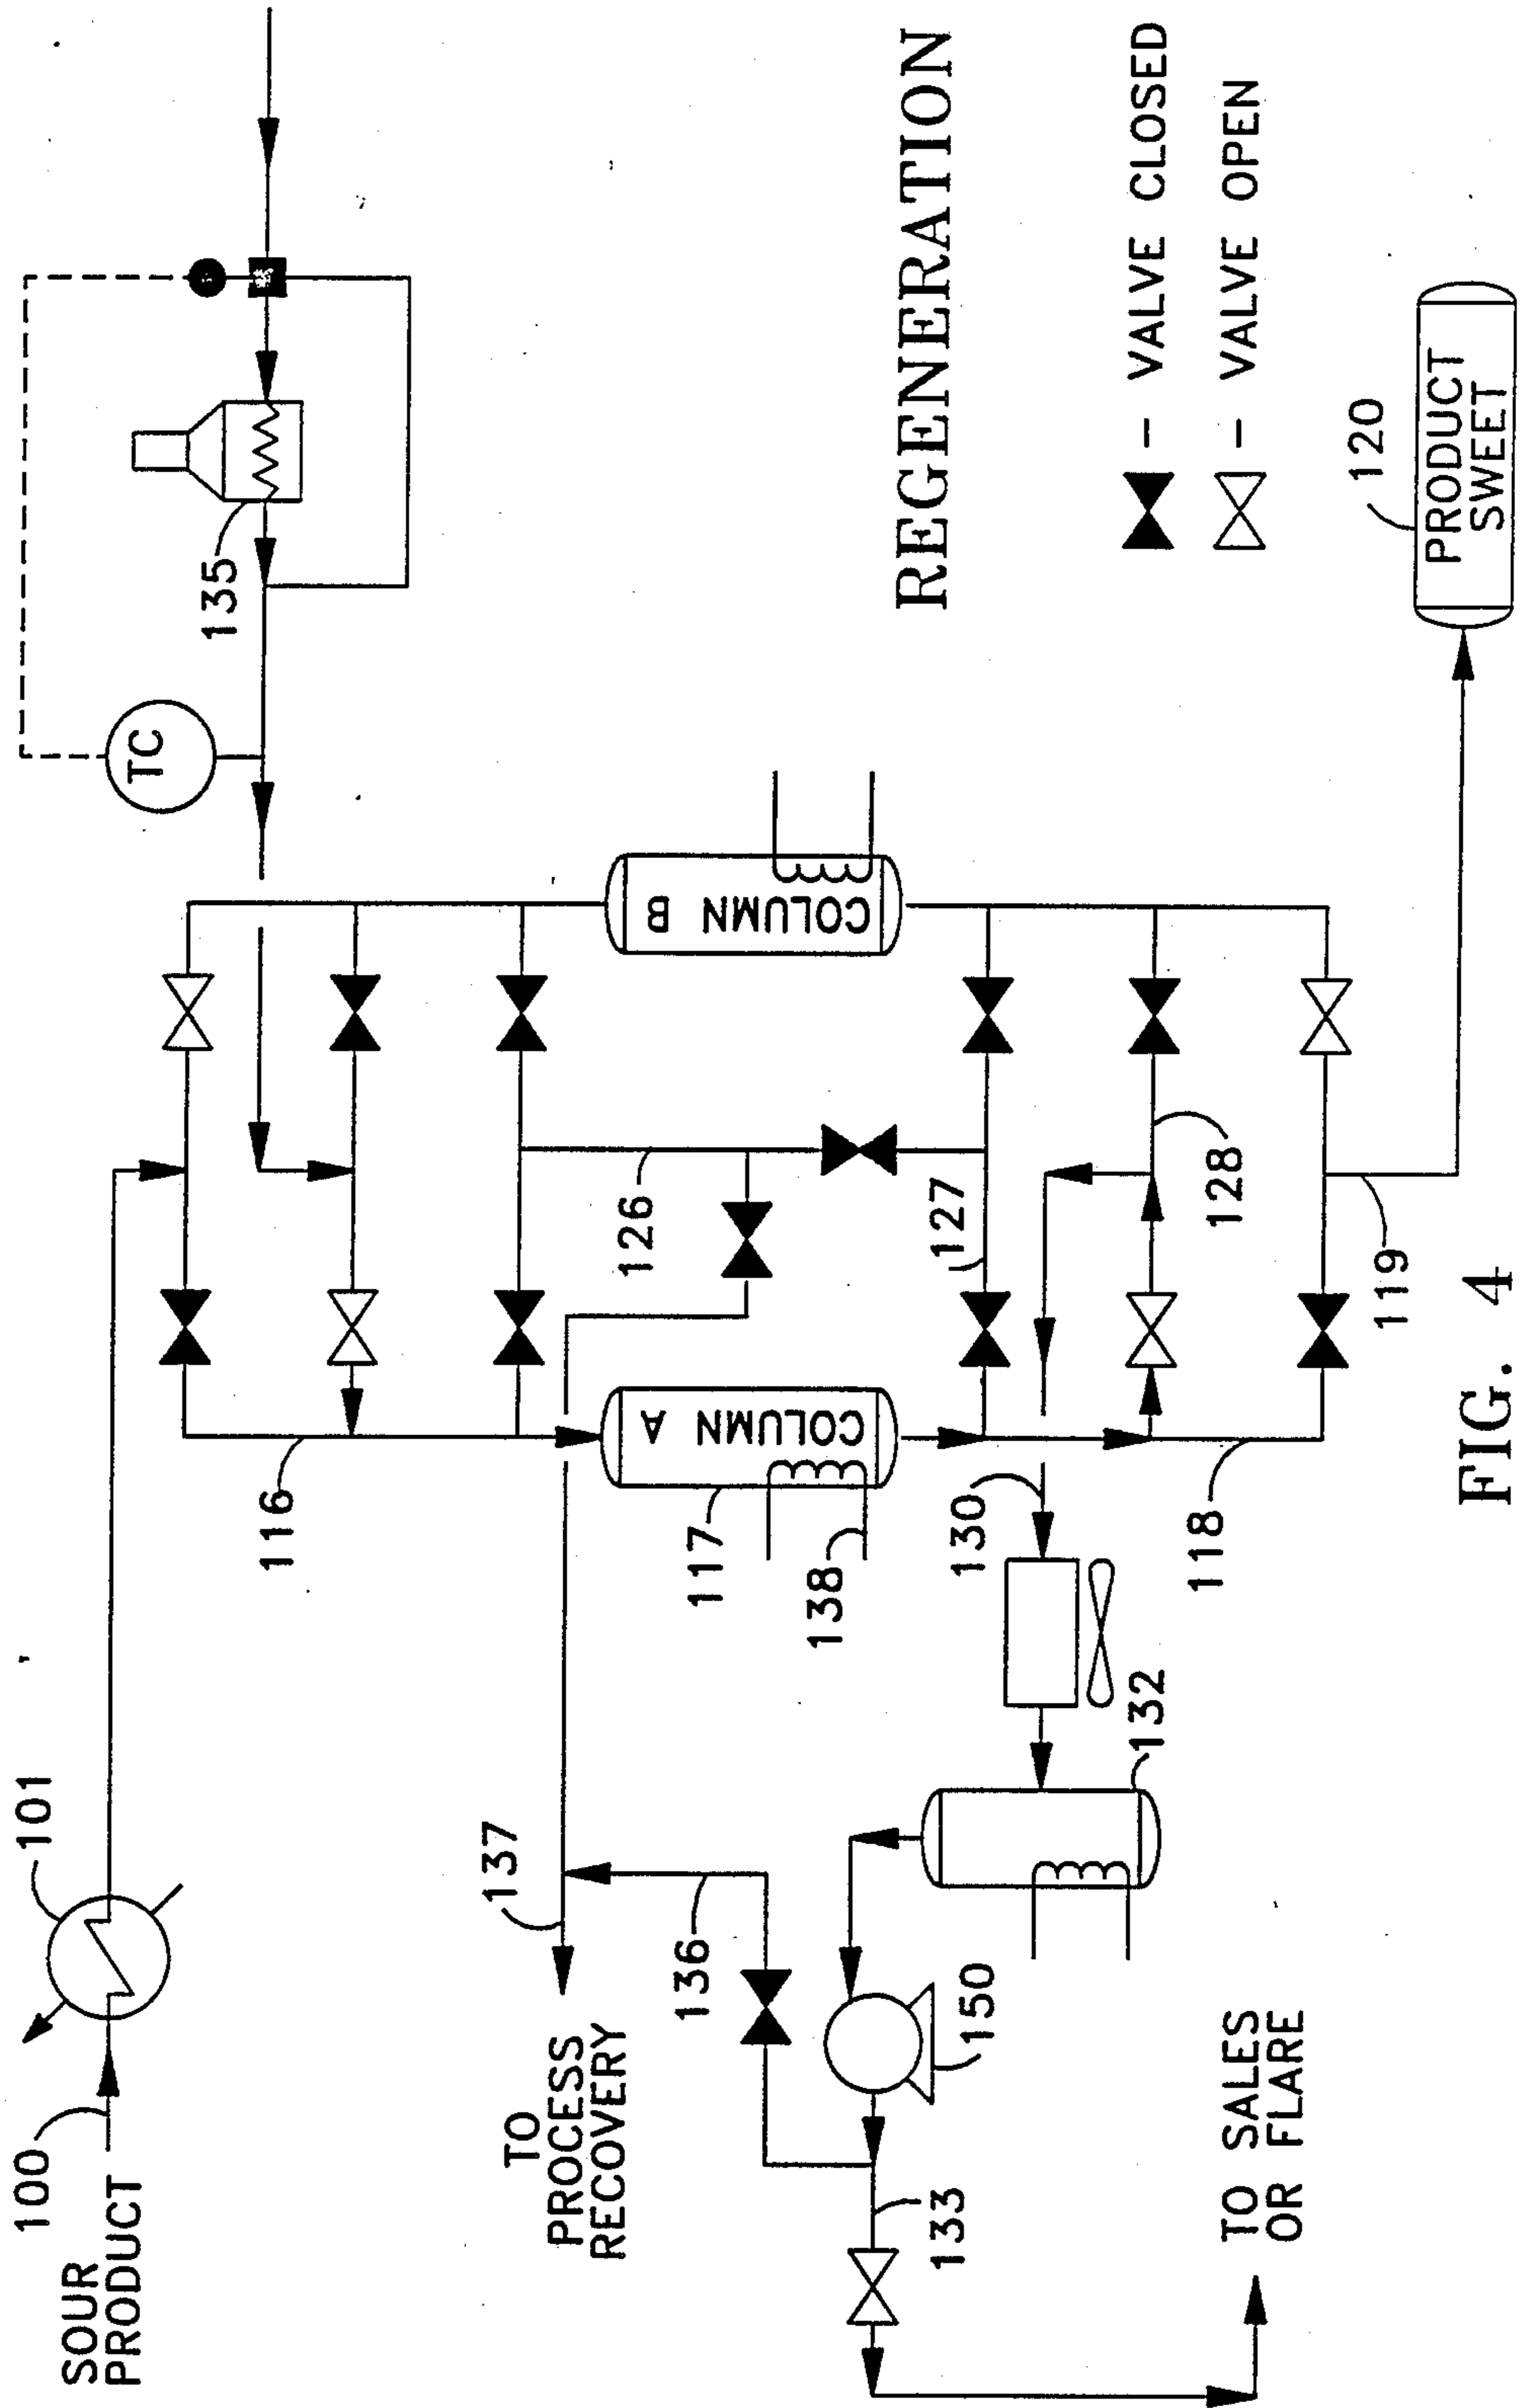 SOUR
PRODUCT
100
101
TO
PROCESS
RECOVERY
137
136
116
117
138
COLUMN A
COLUMN B
126
127
128
130
132
150
133
118
119
TO SALES
OR FLARE
135
TC
REGENERATION
- VALVE CLOSED
- VALVE OPEN
120
PRODUCT
SWEET
FIG. 4